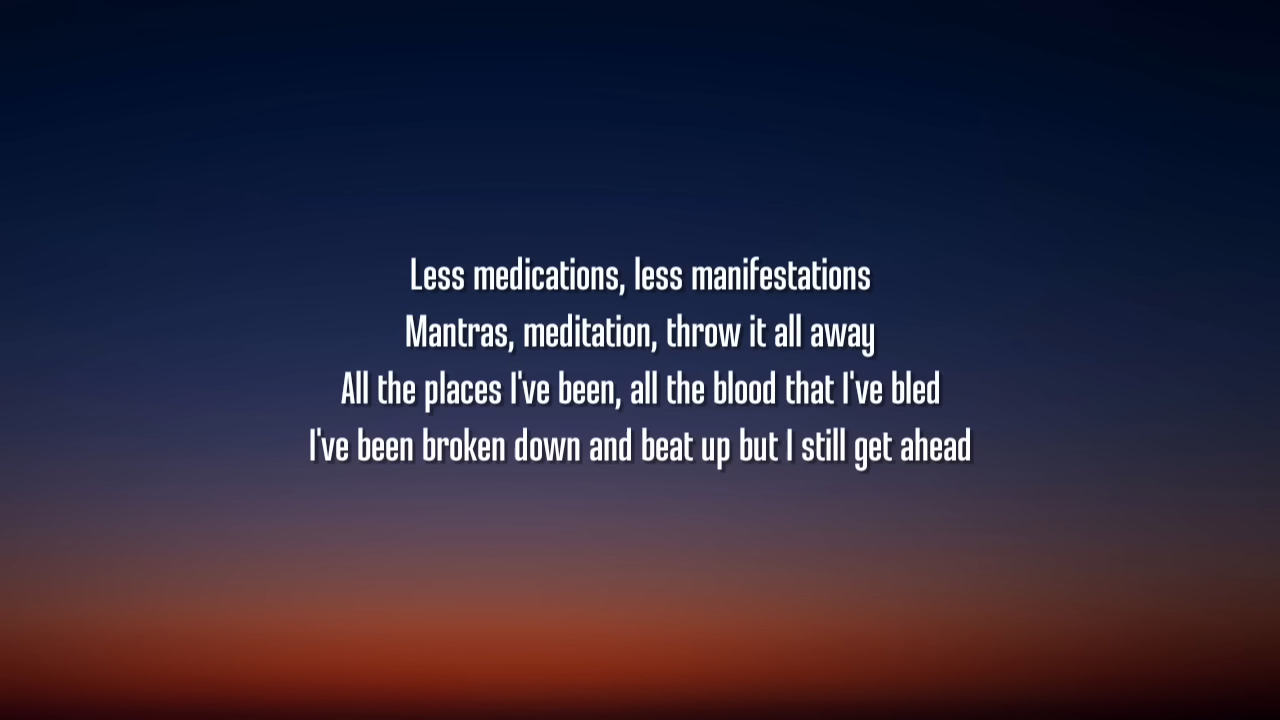 Less medications, less manifestations
Mantras, meditation, throw it all away
All the places I've been, all the blood that I've bled
I've been broken down and beat up but I still get ahead